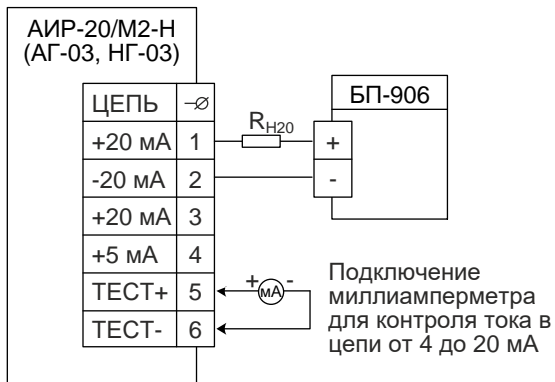 АИР-20/М2-Н
(АГ-03, НГ-03)
ЦЕПЬ
+20 мА 1
-20 мА 2
+20 мА 3
+5 мА 4
ТЕСТ+ 5
ТЕСТ- 6
RН20
БП-906
+
-
+ мА -
Подключение
миллиамперметра
для контроля тока в
цепи от 4 до 20 мА